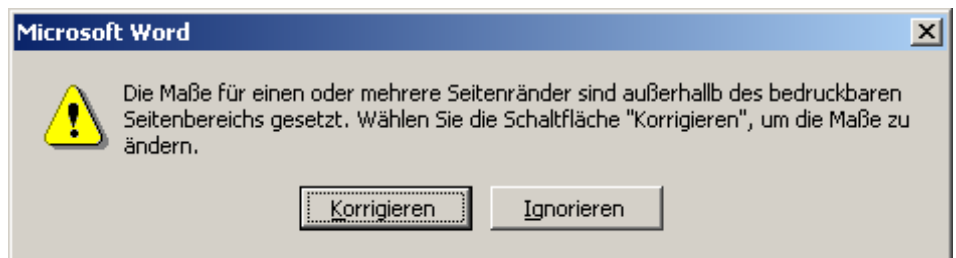 Microsoft Word
Die Maße für einen oder mehrere Seitenränder sind außerhalb des bedruckbaren
Seitenbereichs gesetzt. Wählen Sie die Schaltfläche "Korrigieren", um die Maße zu
ändern.
Korrigieren Ignorieren